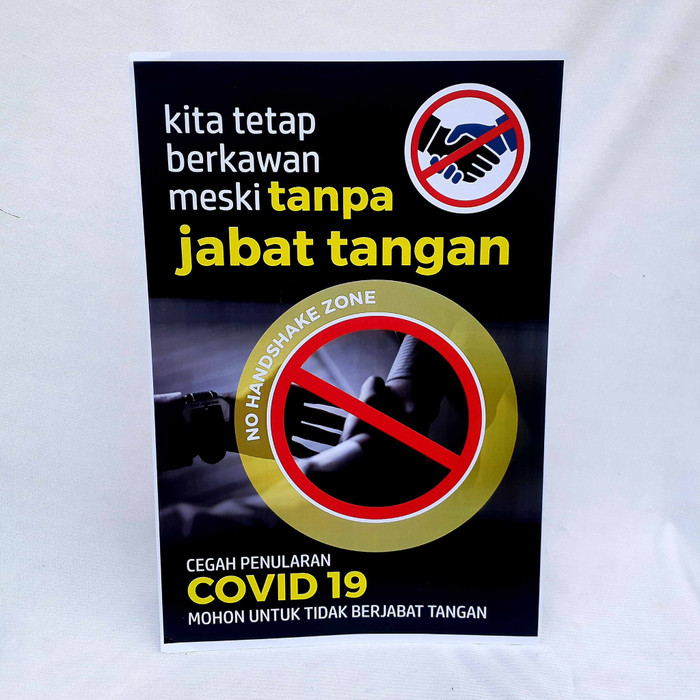 kita tetap
berkawan
meski tanpa
jabat tangan
NO HANDSHAKE ZONE
CEGAH PENULARAN
COVID 19
MOHON UNTUK TIDAK BERJABAT TANGAN